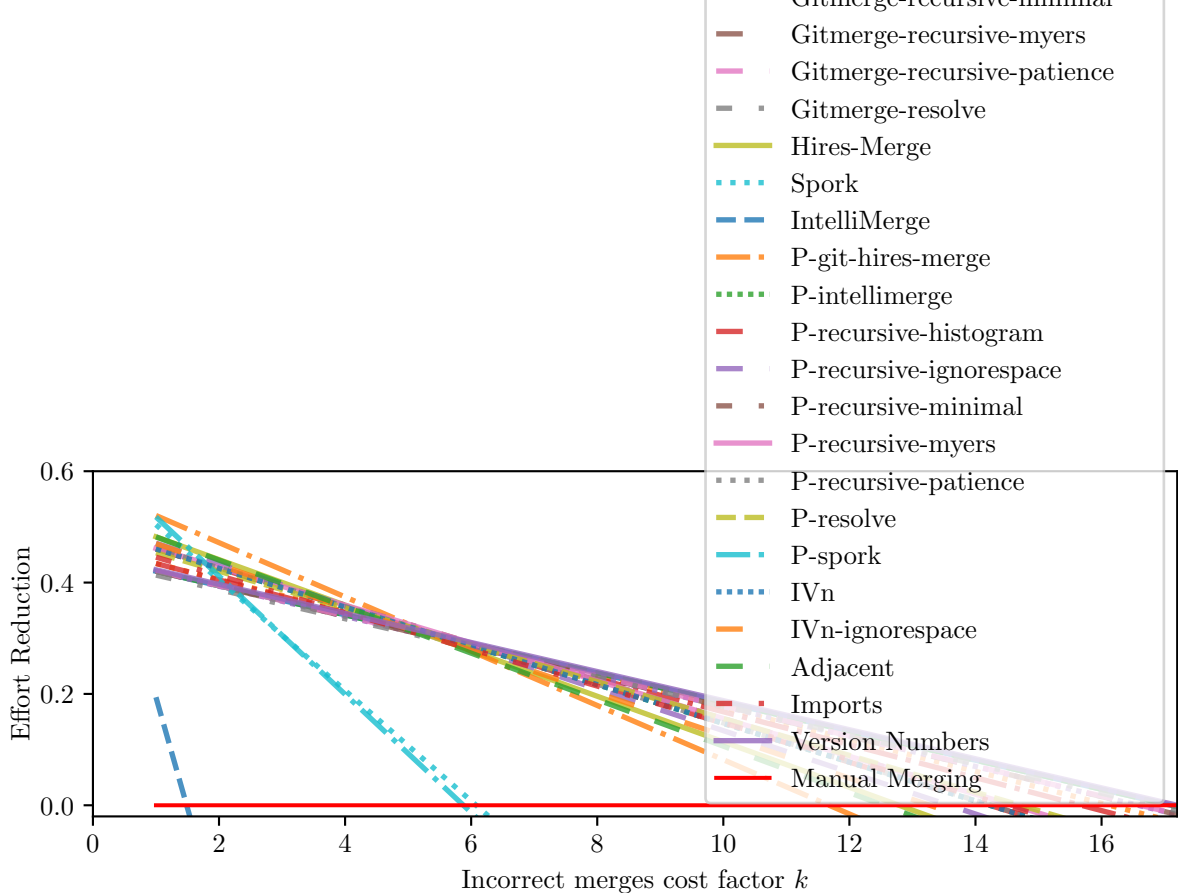 Gitmerge-recursive-minimal
Gitmerge-recursive-myers
Gitmerge-recursive-patience
Gitmerge-resolve
Hires-Merge
Spork
IntelliMerge
P-git-hires-merge
P-intellimerge
P-recursive-histogram
P-recursive-ignorespace
P-recursive-minimal
P-recursive-myers
P-recursive-patience
P-resolve
P-spork
IVn
IVn-ignorespace
Adjacent
Imports
Version Numbers
Manual Merging
0.6
0.4
0.2
0.0
Effort Reduction
0 2 4 6 8 10 12 14 16
Incorrect merges cost factor k